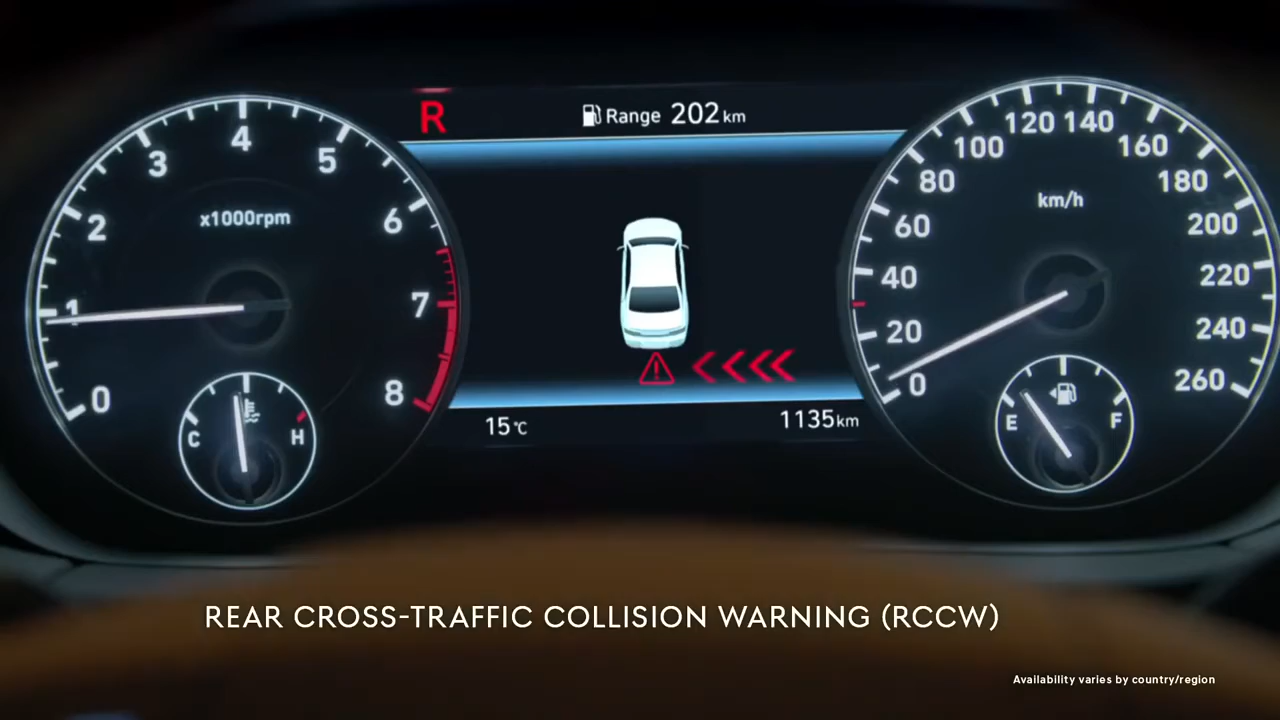 R
Range 202 km
0
1
2
3
4
5
6
7
8
x1000rpm
C
H
15℃
1135km
0
20
40
60
80
100
120
140
160
180
200
220
240
260
km/h
E
F
REAR CROSS-TRAFFIC COLLISION WARNING (RCCW)
Availability varies by country/region